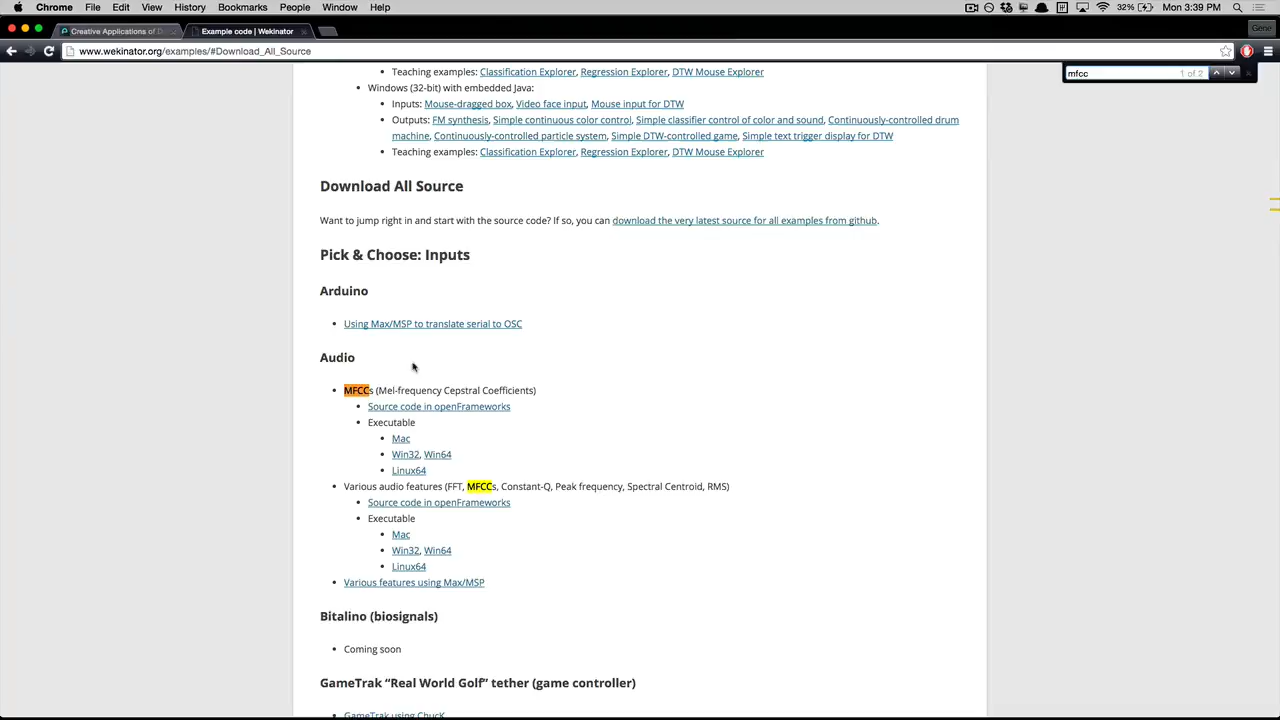 Chrome File Edit View History Bookmarks People Window Help 32% Mon 3:39 PM
Creative Applications of D Example code | Wekinator Gene
www.wekinator.org/examples/#Download_All_Source
mfcc 1 of 2
• Teaching examples: Classification Explorer, Regression Explorer, DTW Mouse Explorer
• Windows (32-bit) with embedded Java:
• Inputs: Mouse-dragged box, Video face input, Mouse input for DTW
• Outputs: FM synthesis, Simple continuous color control, Simple classifier control of color and sound, Continuously-controlled drum
machine, Continuously-controlled particle system, Simple DTW-controlled game, Simple text trigger display for DTW
• Teaching examples: Classification Explorer, Regression Explorer, DTW Mouse Explorer
Download All Source
Want to jump right in and start with the source code? If so, you can download the very latest source for all examples from github.
Pick & Choose: Inputs
Arduino
• Using Max/MSP to translate serial to OSC
Audio
• MFCCs (Mel-frequency Cepstral Coefficients)
• Source code in openFrameworks
• Executable
• Mac
• Win32, Win64
• Linux64
• Various audio features (FFT, MFCCs, Constant-Q, Peak frequency, Spectral Centroid, RMS)
• Source code in openFrameworks
• Executable
• Mac
• Win32, Win64
• Linux64
• Various features using Max/MSP
Bitalino (biosignals)
• Coming soon
GameTrak “Real World Golf” tether (game controller)
• GameTrak using ChucK